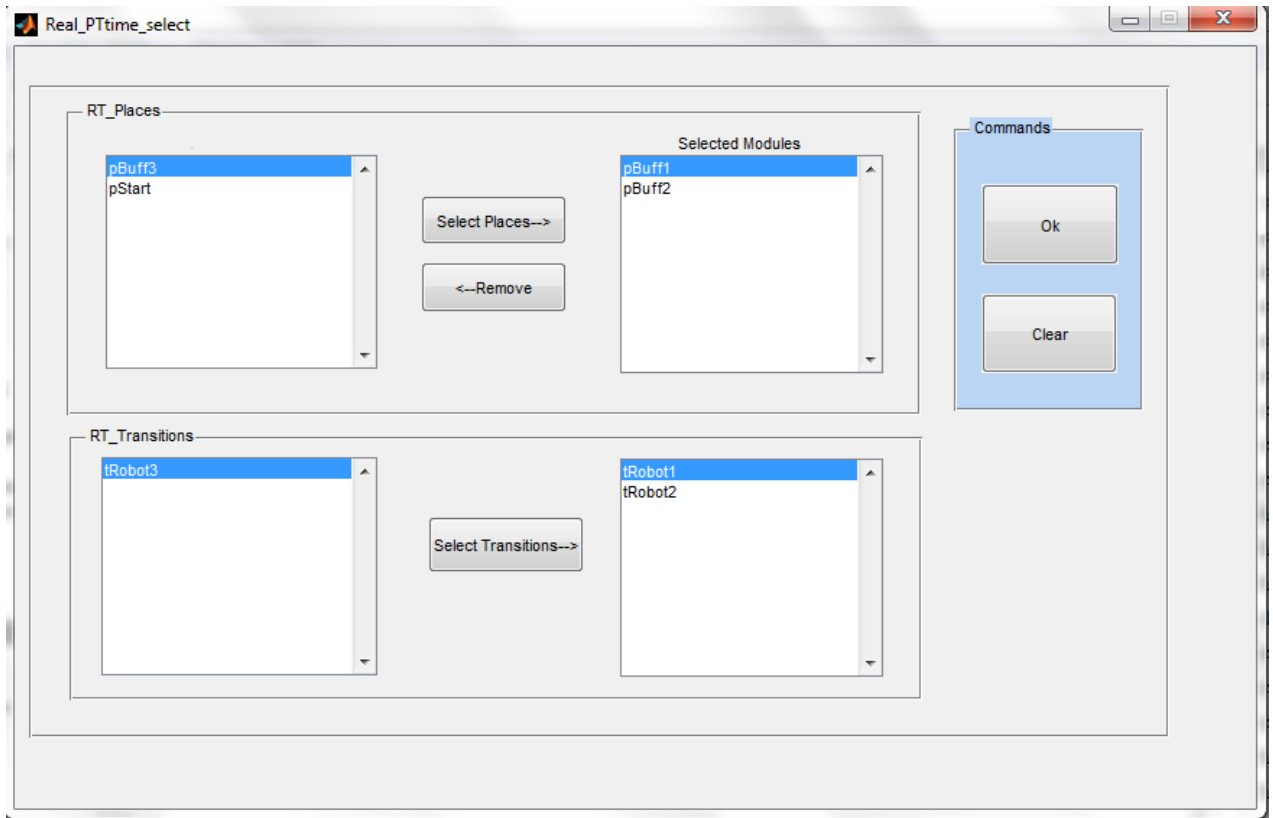 Real_PTtime_select
RT_Places
Selected Modules
Commands
pBuff3
pStart
Select Places-->
<--Remove
pBuff1
pBuff2
Ok
Clear
RT_Transitions
tRobot3
Select Transitions-->
tRobot1
tRobot2